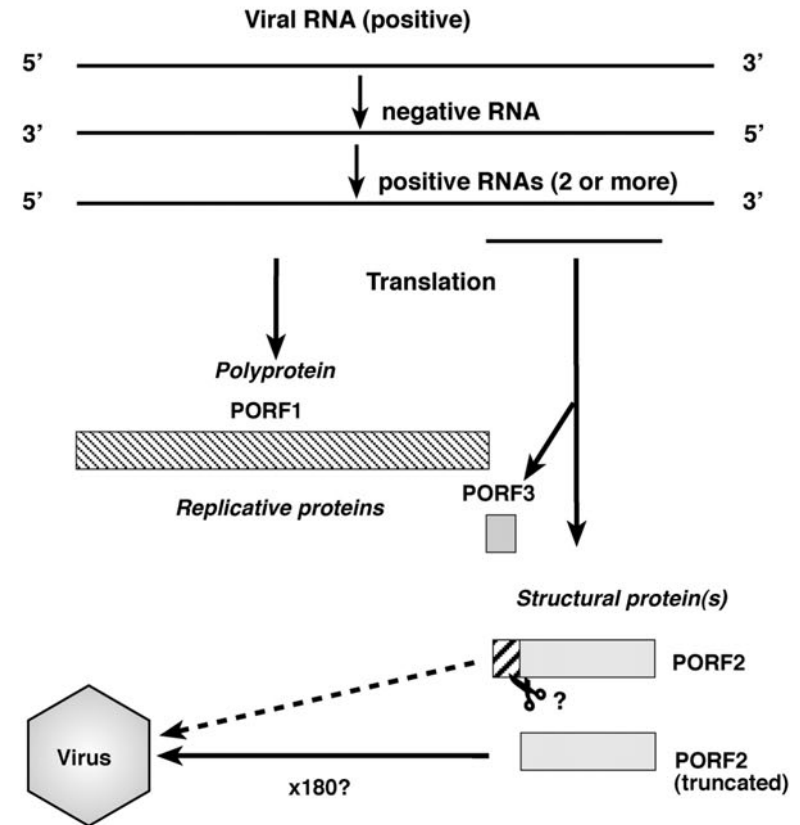 Viral RNA (positive)
5’ 3’
negative RNA
3’ 5’
positive RNAs (2 or more)
5’ 3’
Translation
Polyprotein
PORF1
Replicative proteins
PORF3
Structural protein(s)
PORF2
?
Virus
PORF2
(truncated)
x180?